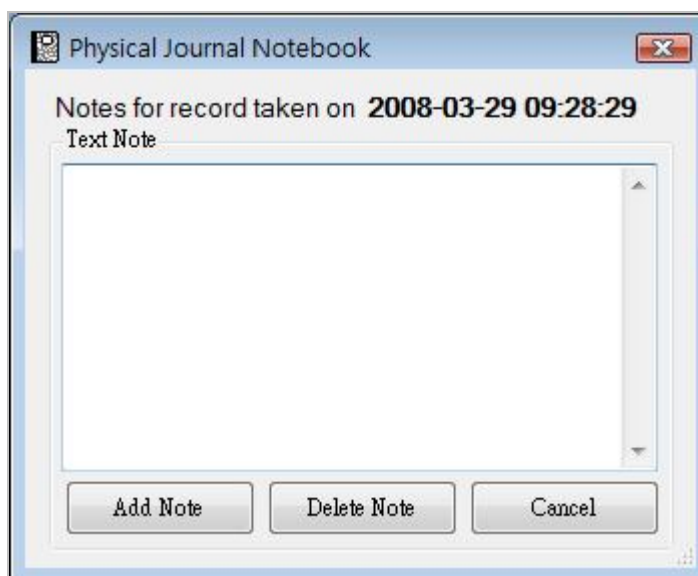 Physical Journal Notebook
Notes for record taken on 2008-03-29 09:28:29
Text Note
Add Note Delete Note Cancel